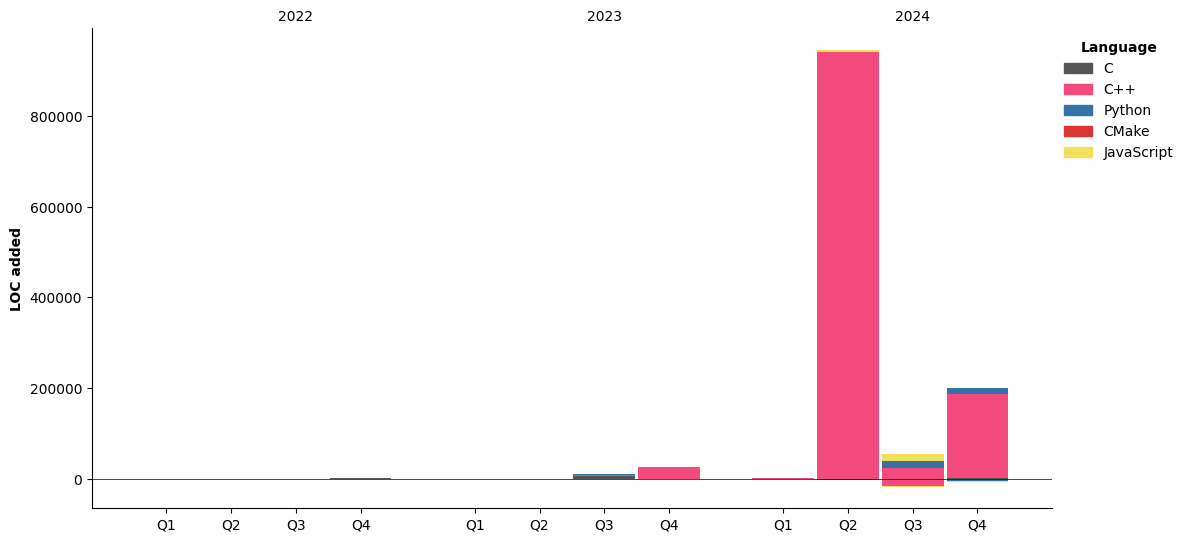 2022 2023 2024
Language
C
C++
Python
CMake
JavaScript
LOC added
800000
600000
400000
200000
0
Q1 Q2 Q3 Q4 Q1 Q2 Q3 Q4 Q1 Q2 Q3 Q4